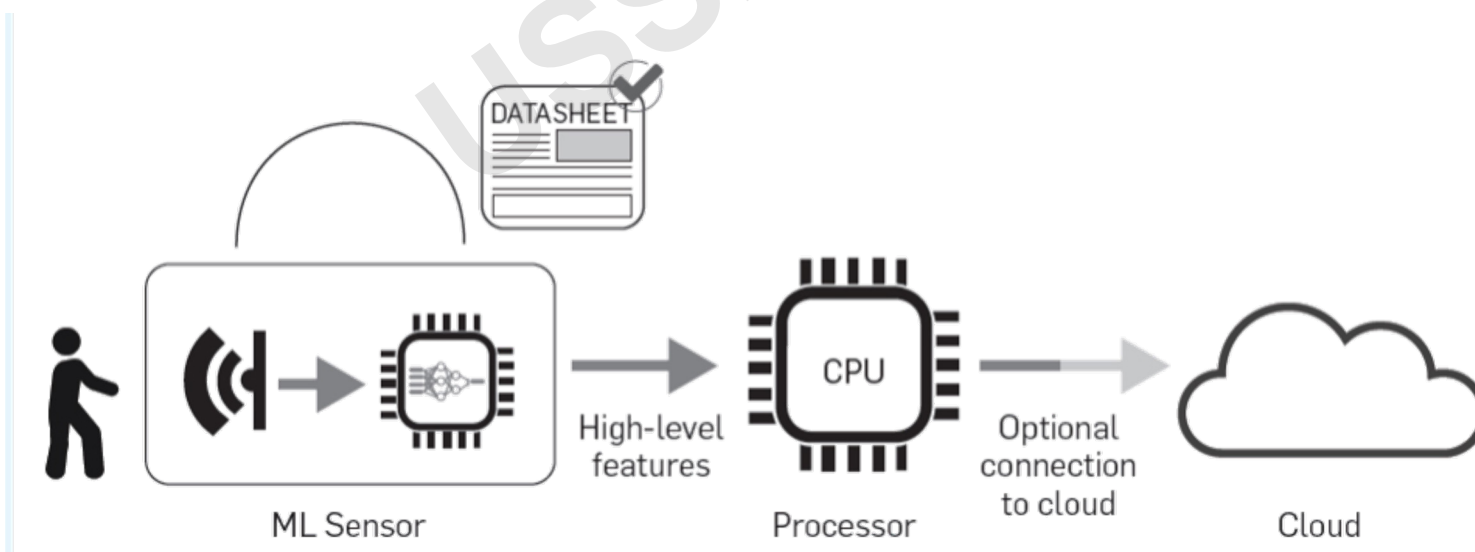 DATASHEET
CPU
High-level
features
Optional
connection
to cloud
ML Sensor
Processor
Cloud